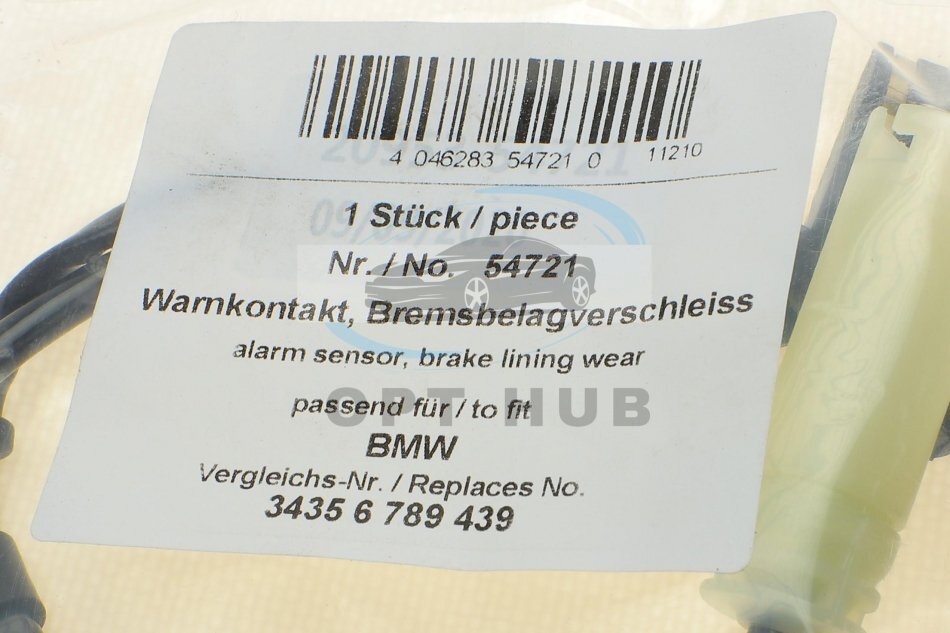 4 046283 54721 0 11210
1 Stück / piece
Nr. / No. 54721
Warnkontakt, Bremsbelagverschleiss
alarm sensor, brake lining wear
passend für / to fit
OPT HUB
BMW
Vergleichs-Nr. / Replaces No.
3435 6 789 439